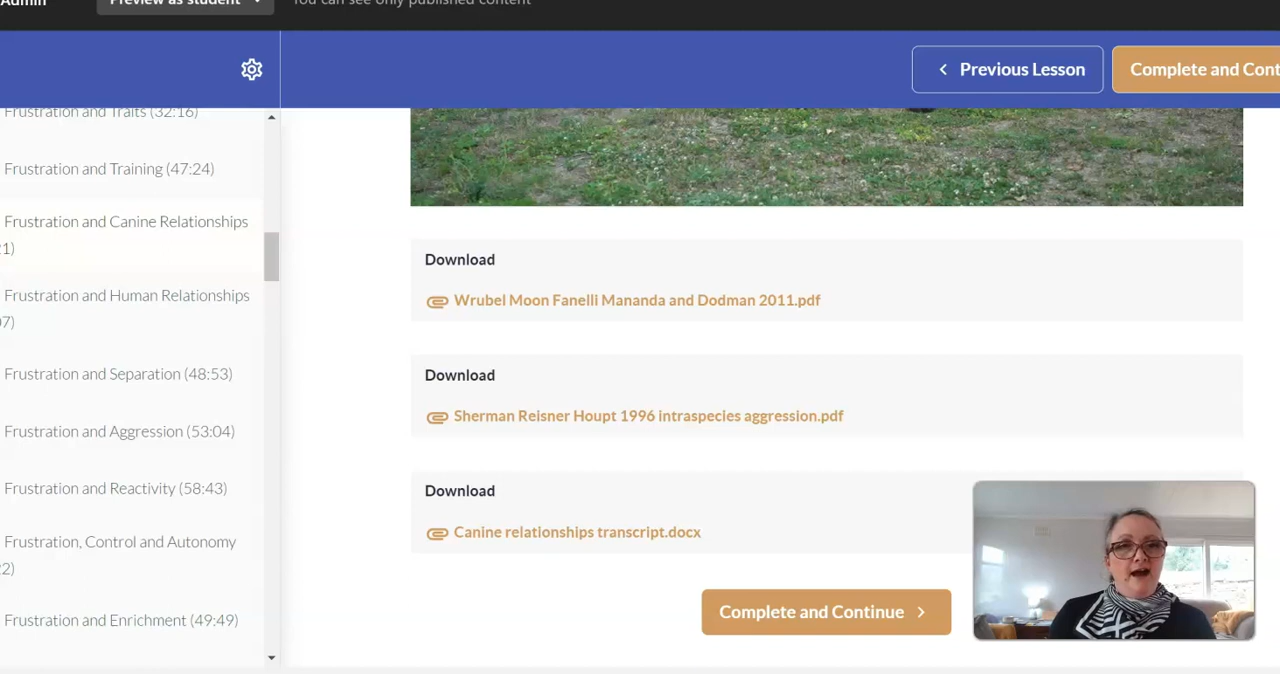 Admin
Preview as student
You can see only published content
Previous Lesson
Complete and Cont
Frustration and Traits (32:16)
Frustration and Training (47:24)
Frustration and Canine Relationships
21)
Frustration and Human Relationships
07)
Frustration and Separation (48:53)
Frustration and Aggression (53:04)
Frustration and Reactivity (58:43)
Frustration, Control and Autonomy
22)
Frustration and Enrichment (49:49)
Download
Wrubel Moon Fanelli Mananda and Dodman 2011.pdf
Download
Sherman Reisner Houpt 1996 intraspecies aggression.pdf
Download
Canine relationships transcript.docx
Complete and Continue